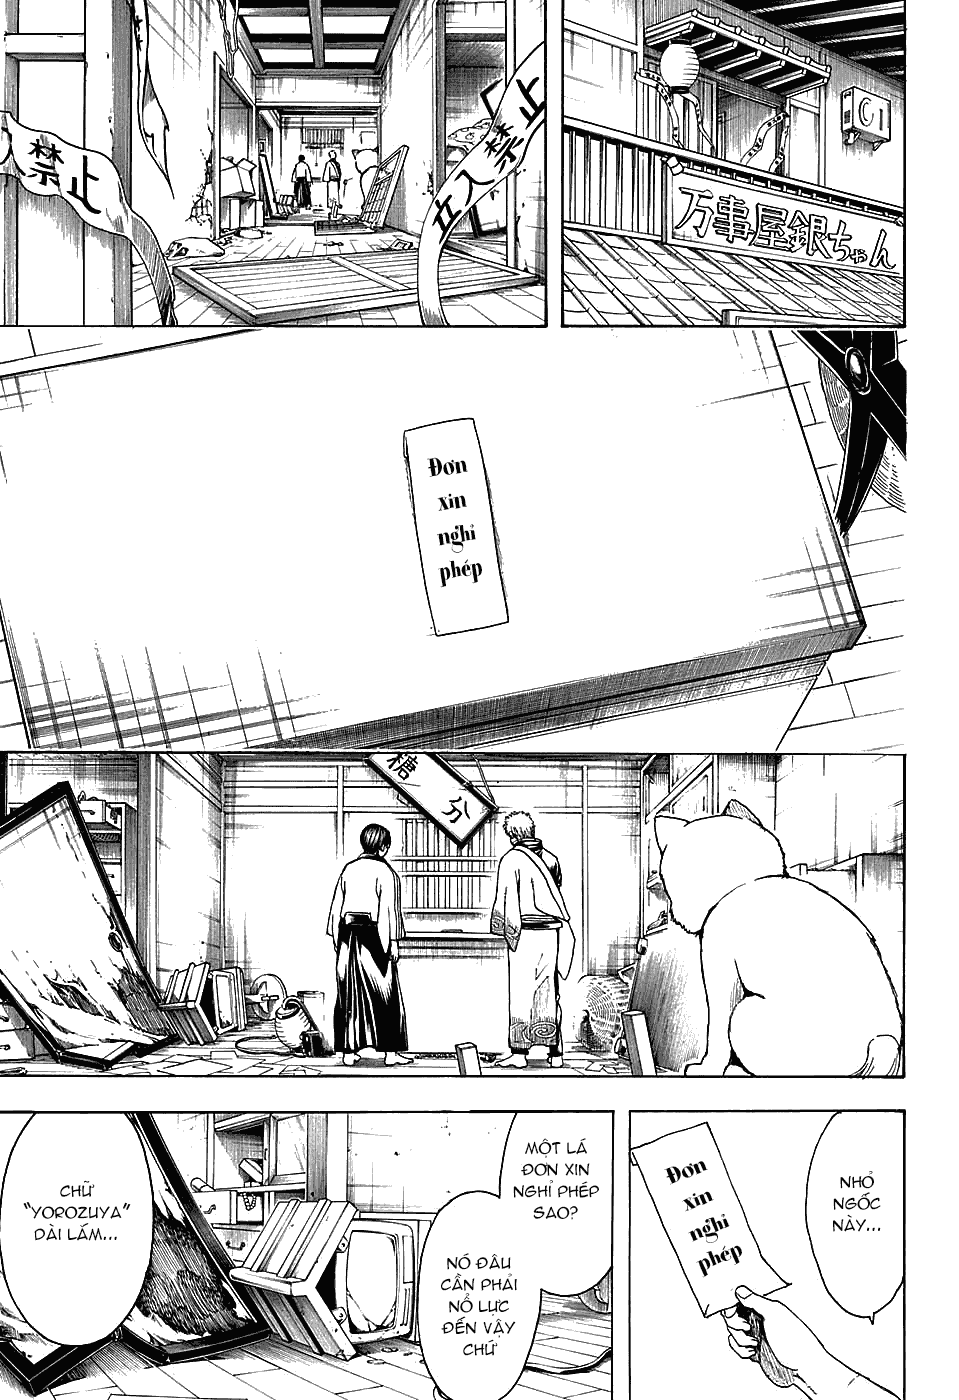 万事屋銀ちゃん
立入禁止
入禁止
Đơn
xin
nghỉ
phép
糖分
NHỎ
NGỐC
NÀY...
Đơn
xin
nghỉ
phép
MỘT LÁ
ĐƠN XIN
NGHỈ PHÉP
SAO?
NÓ ĐÂU
CẦN PHẢI
NỔ LỰC
ĐẾN VẬY
CHỨ
CHỮ
“YOROZUYA”
DÀI LẮM...